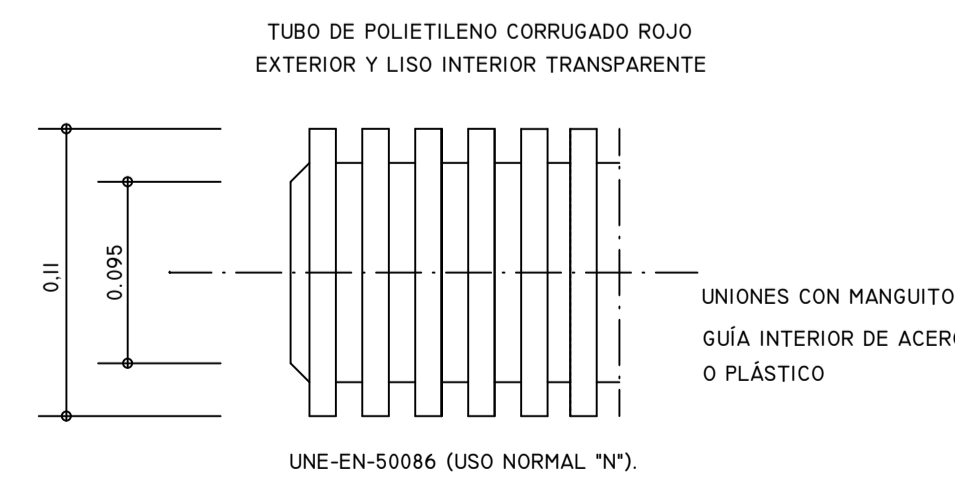 TUBO DE POLIETILENO CORRUGADO ROJO
EXTERIOR Y LISO INTERIOR TRANSPARENTE
0,11
0.095
UNIONES CON MANGUITO
GUÍA INTERIOR DE ACERO
O PLÁSTICO
UNE-EN-50086 (USO NORMAL "N").